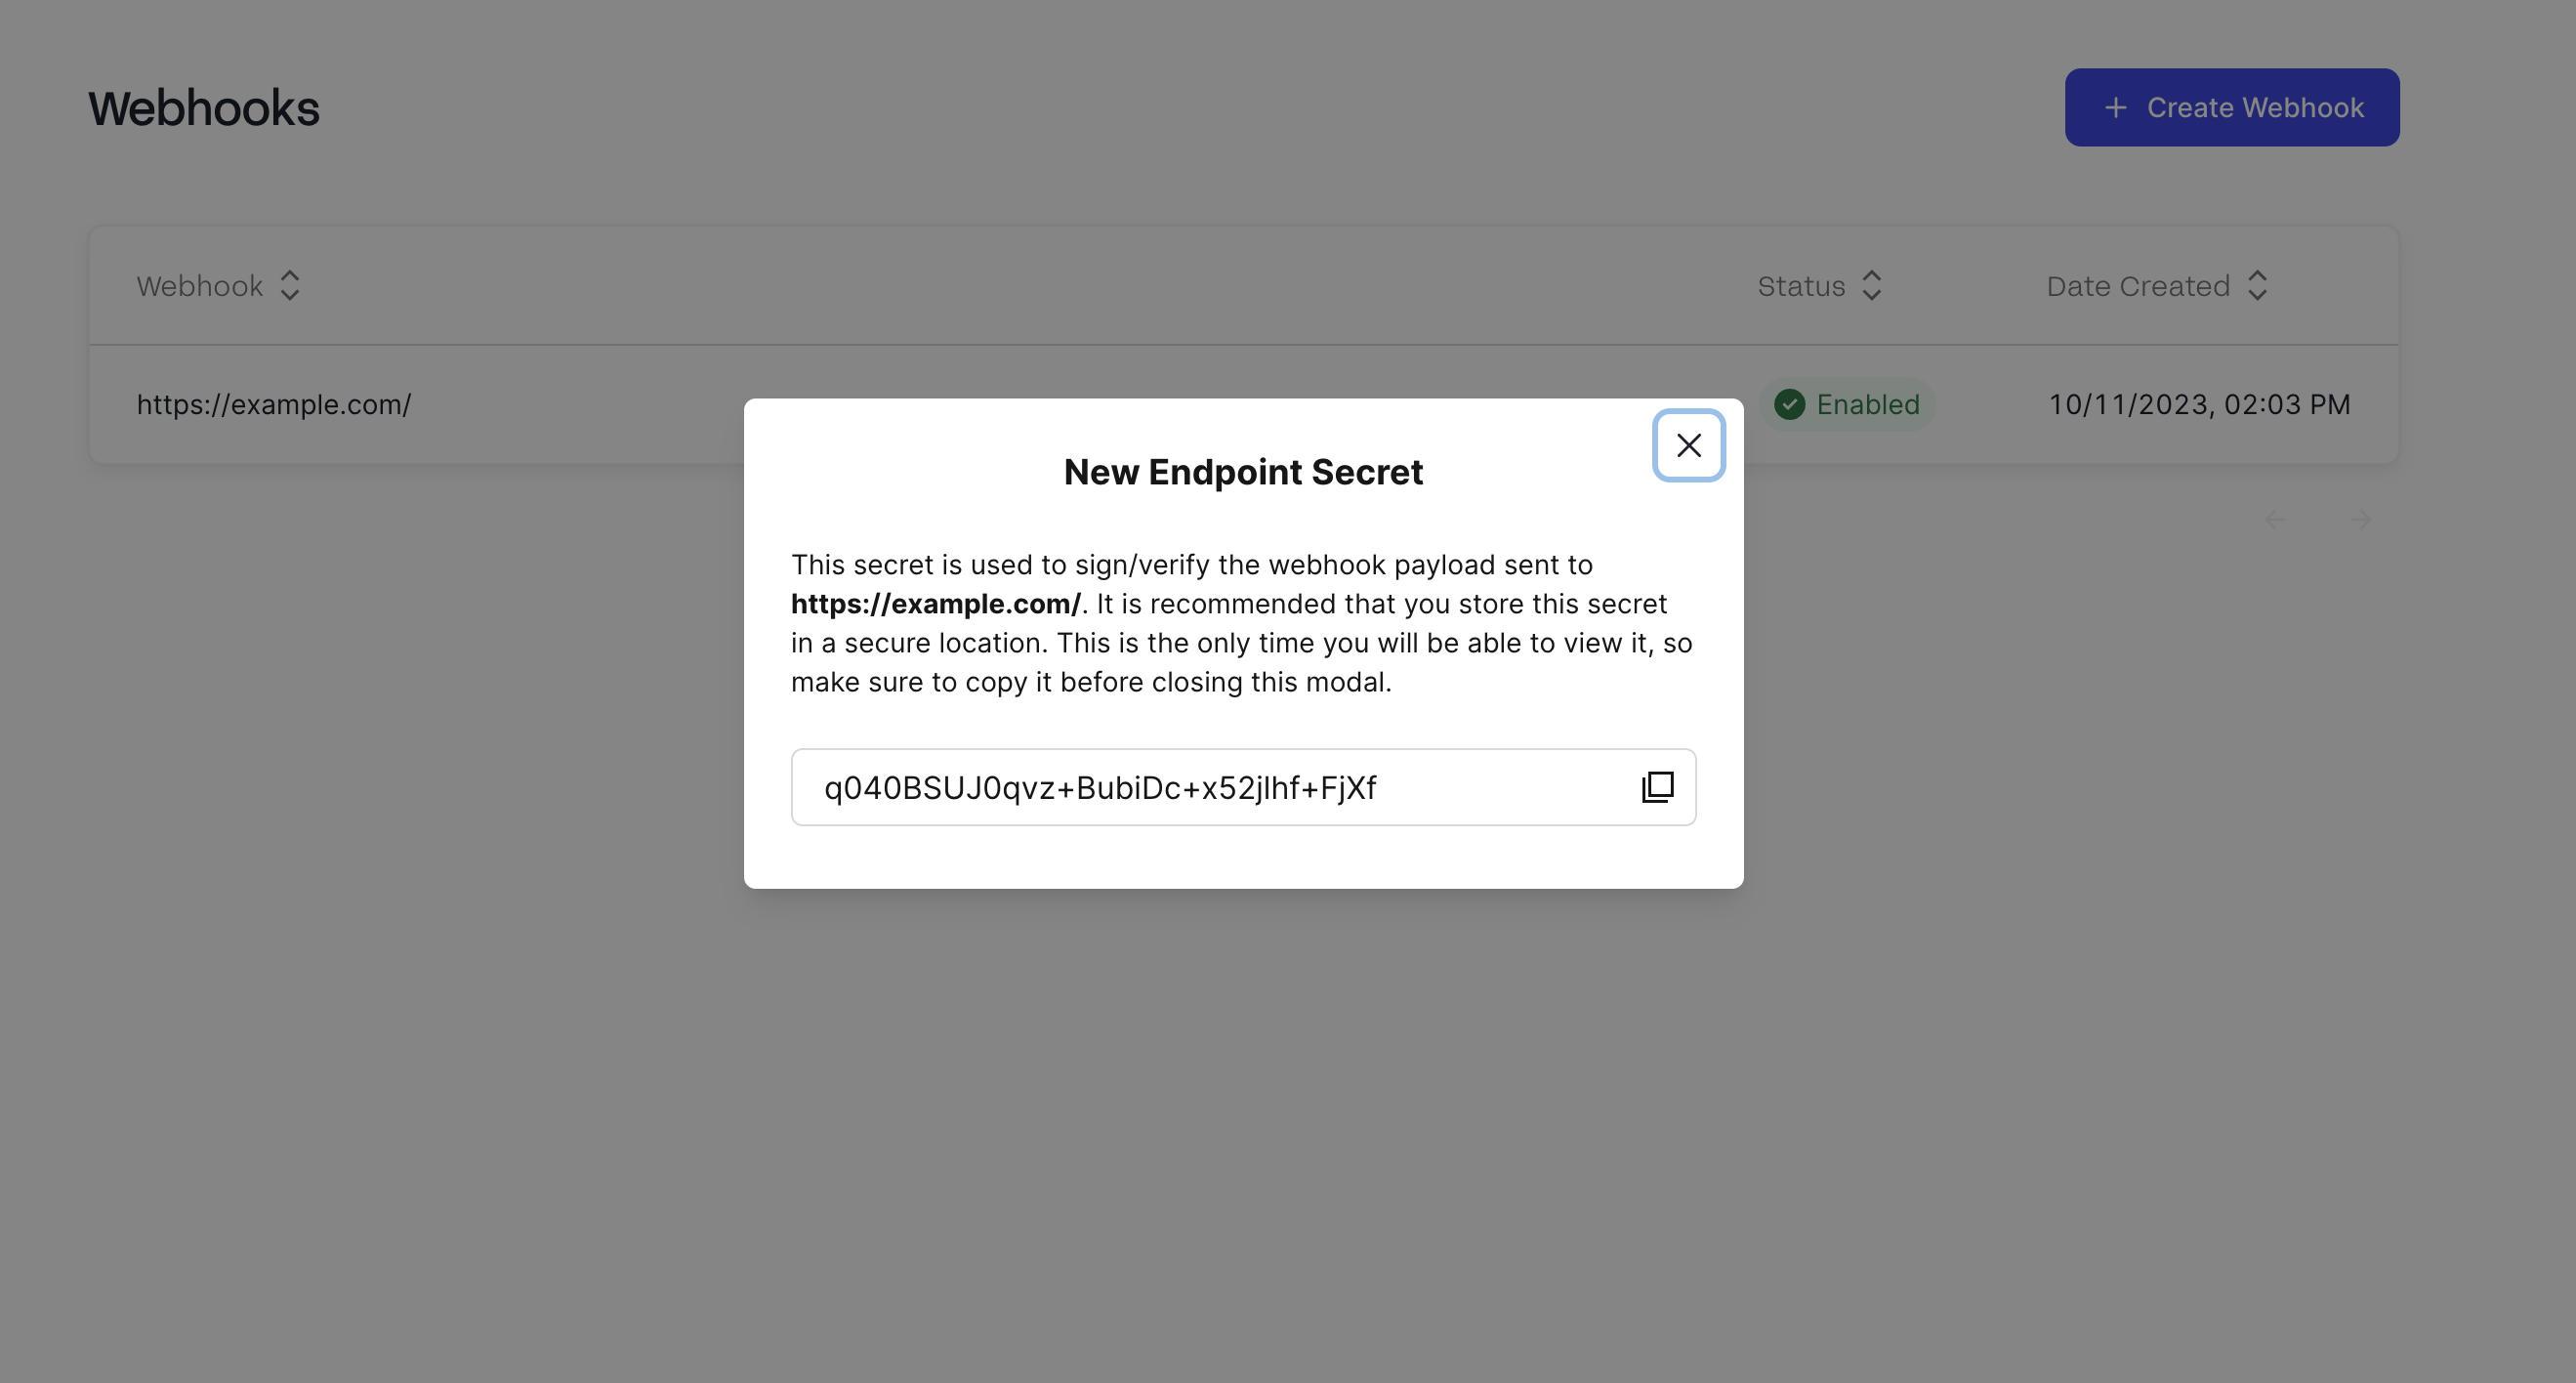 Webhooks
+ Create Webhook
Webhook Status Date Created
https://example.com/ Enabled 10/11/2023, 02:03 PM
New Endpoint Secret
This secret is used to sign/verify the webhook payload sent to
https://example.com/. It is recommended that you store this secret
in a secure location. This is the only time you will be able to view it, so
make sure to copy it before closing this modal.
q040BSUJ0qvz+BubiDc+x52jlhf+FjXf